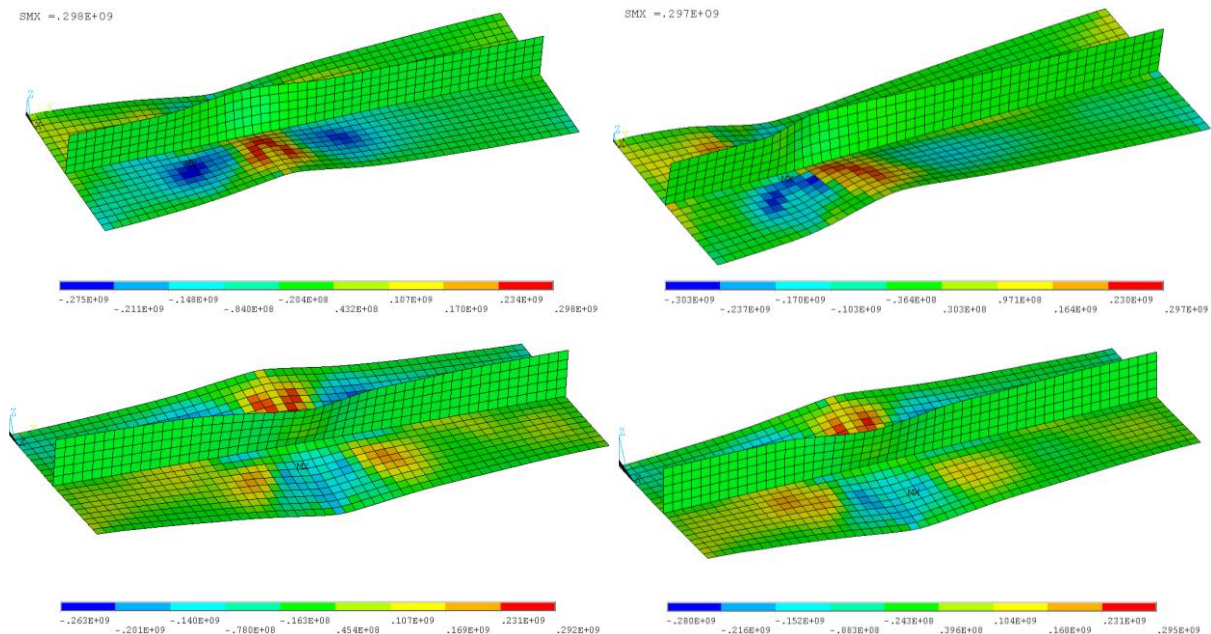 SMX =.298E+09
SMX =.297E+09
Z
Z
MX
-.275E+09 -.148E+09 -.204E+08 .107E+09 .234E+09
-.211E+09 -.840E+08 .432E+08 .170E+09 .298E+09
-.303E+09 -.170E+09 -.364E+08 .971E+08 .230E+09
-.237E+09 -.103E+09 .303E+08 .164E+09 .297E+09
Z
Z
MX
MX
-.263E+09 -.140E+09 -.163E+08 .107E+09 .231E+09
-.201E+09 -.780E+08 .454E+08 .169E+09 .292E+09
-.280E+09 -.152E+09 -.243E+08 .104E+09 .231E+09
-.216E+09 -.883E+08 .396E+08 .168E+09 .295E+09